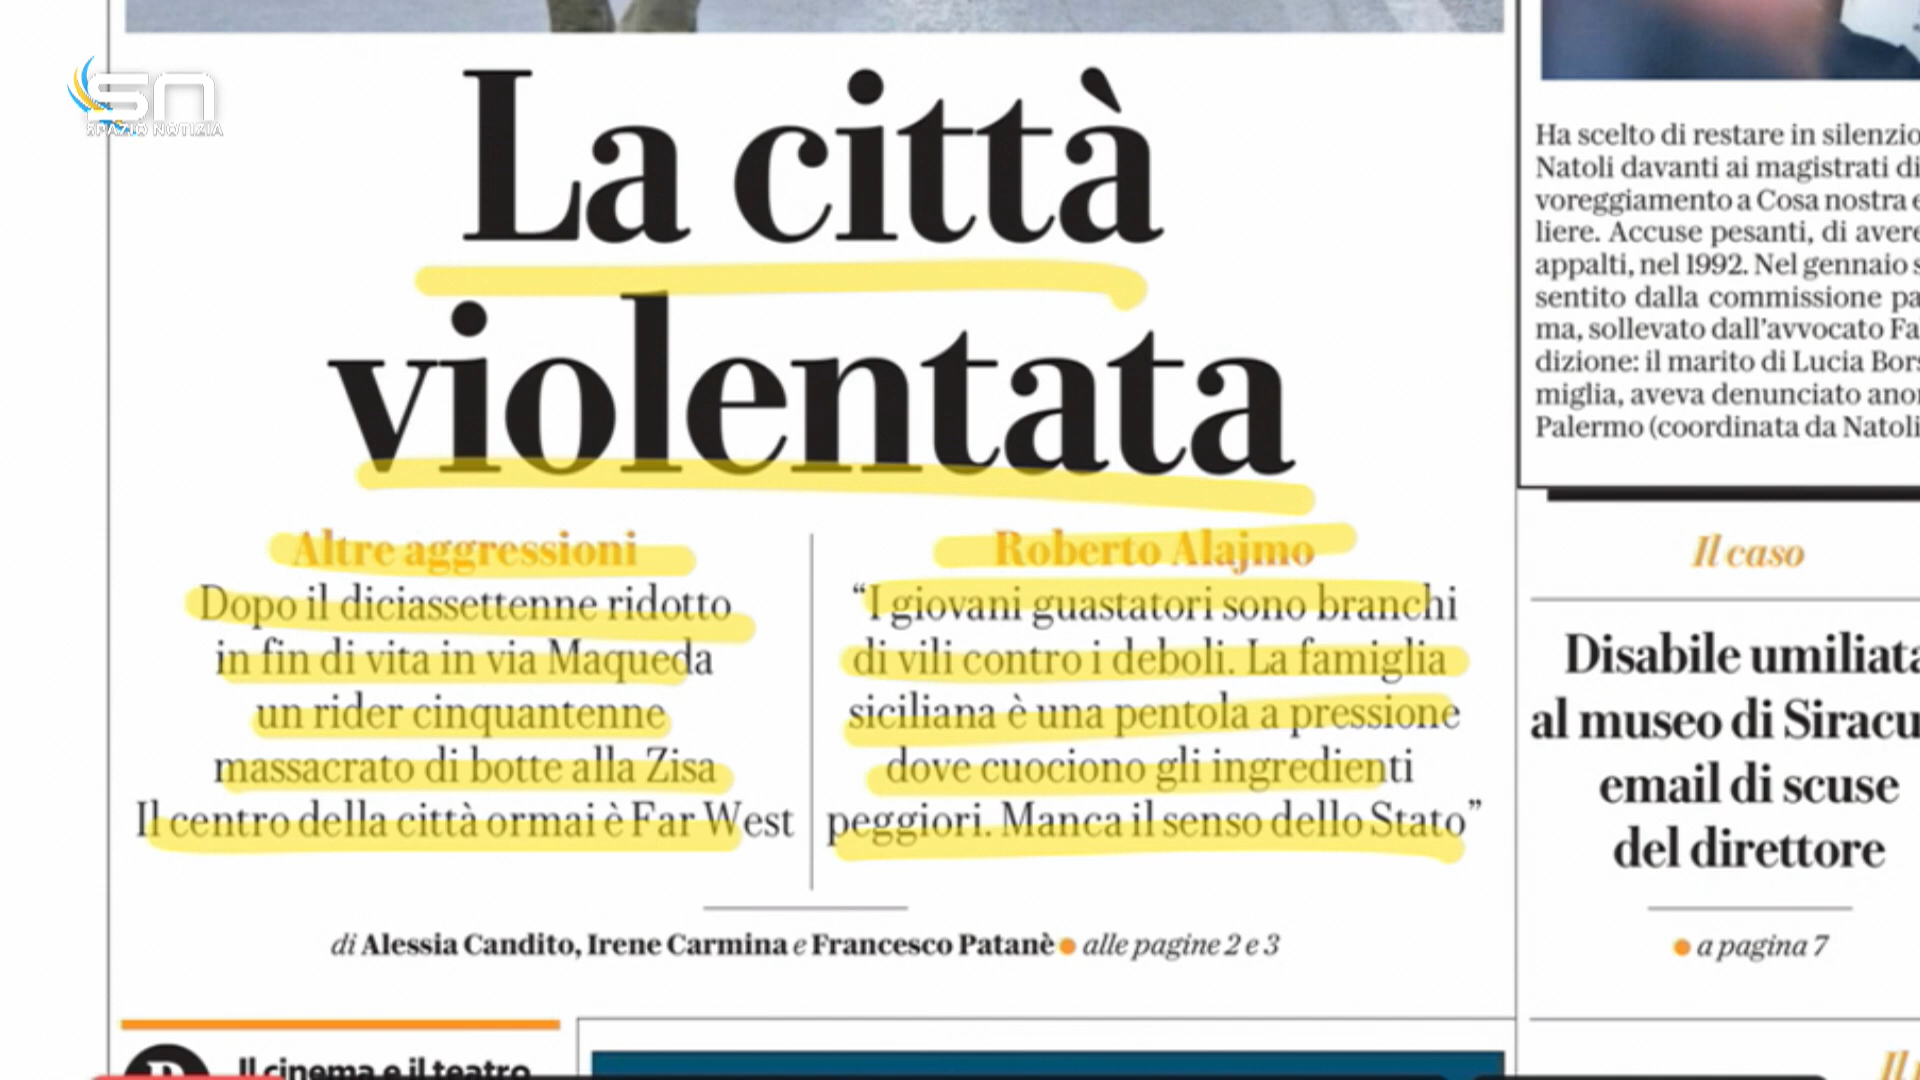 SN
SPAZIO NOTIZIA
La città
violentata
Altre aggressioni
Dopo il diciassettenne ridotto
in fin di vita in via Maqueda
un rider cinquantenne
massacrato di botte alla Zisa
Il centro della città ormai è Far West
Roberto Alajmo
“I giovani guastatori sono branchi
di vili contro i deboli. La famiglia
siciliana è una pentola a pressione
dove cuociono gli ingredienti
peggiori. Manca il senso dello Stato”
di Alessia Candito, Irene Carmina e Francesco Patanè ● alle pagine 2 e 3
Ha scelto di restare in silenzio
Natoli davanti ai magistrati di
voreggiamento a Cosa nostra e
liere. Accuse pesanti, di avere
appalti, nel 1992. Nel gennaio s
sentito dalla commissione pa
ma, sollevato dall’avvocato Fa
dizione: il marito di Lucia Bors
miglia, aveva denunciato ano
Palermo (coordinata da Natoli
Il caso
Disabile umiliata
al museo di Siracu
email di scuse
del direttore
● a pagina 7
Il cinema e il teatro